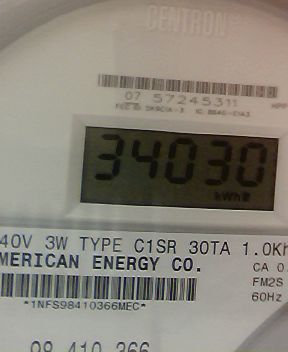 CENTRON®
07 57245311
34030
kWh
40V 3W TYPE C1SR 30TA 1.0Kh
MERICAN ENERGY CO.
CA 0.
FM2S
60Hz
*1NFS98410366MEC*
98 410 366